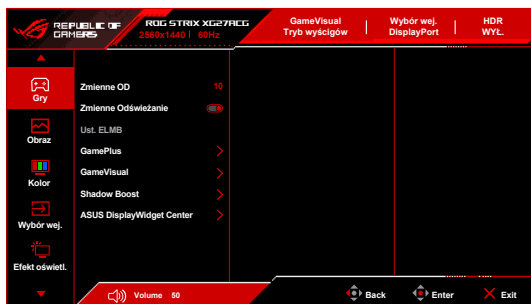 REPUBLIC OF
GAMERS
ROG STRIX XG27ACG
2560x1440 | 60Hz
GameVisual
Tryb wyścigów
Wybór wej.
DisplayPort
HDR
WYŁ.
Gry
Obraz
Kolor
Wybór wej.
Efekt oświetl.
Zmienne OD 10
Zmienne Odświeżanie
Ust. ELMB
GamePlus
GameVisual
Shadow Boost
ASUS DisplayWidget Center
Volume 50
Back
Enter
Exit